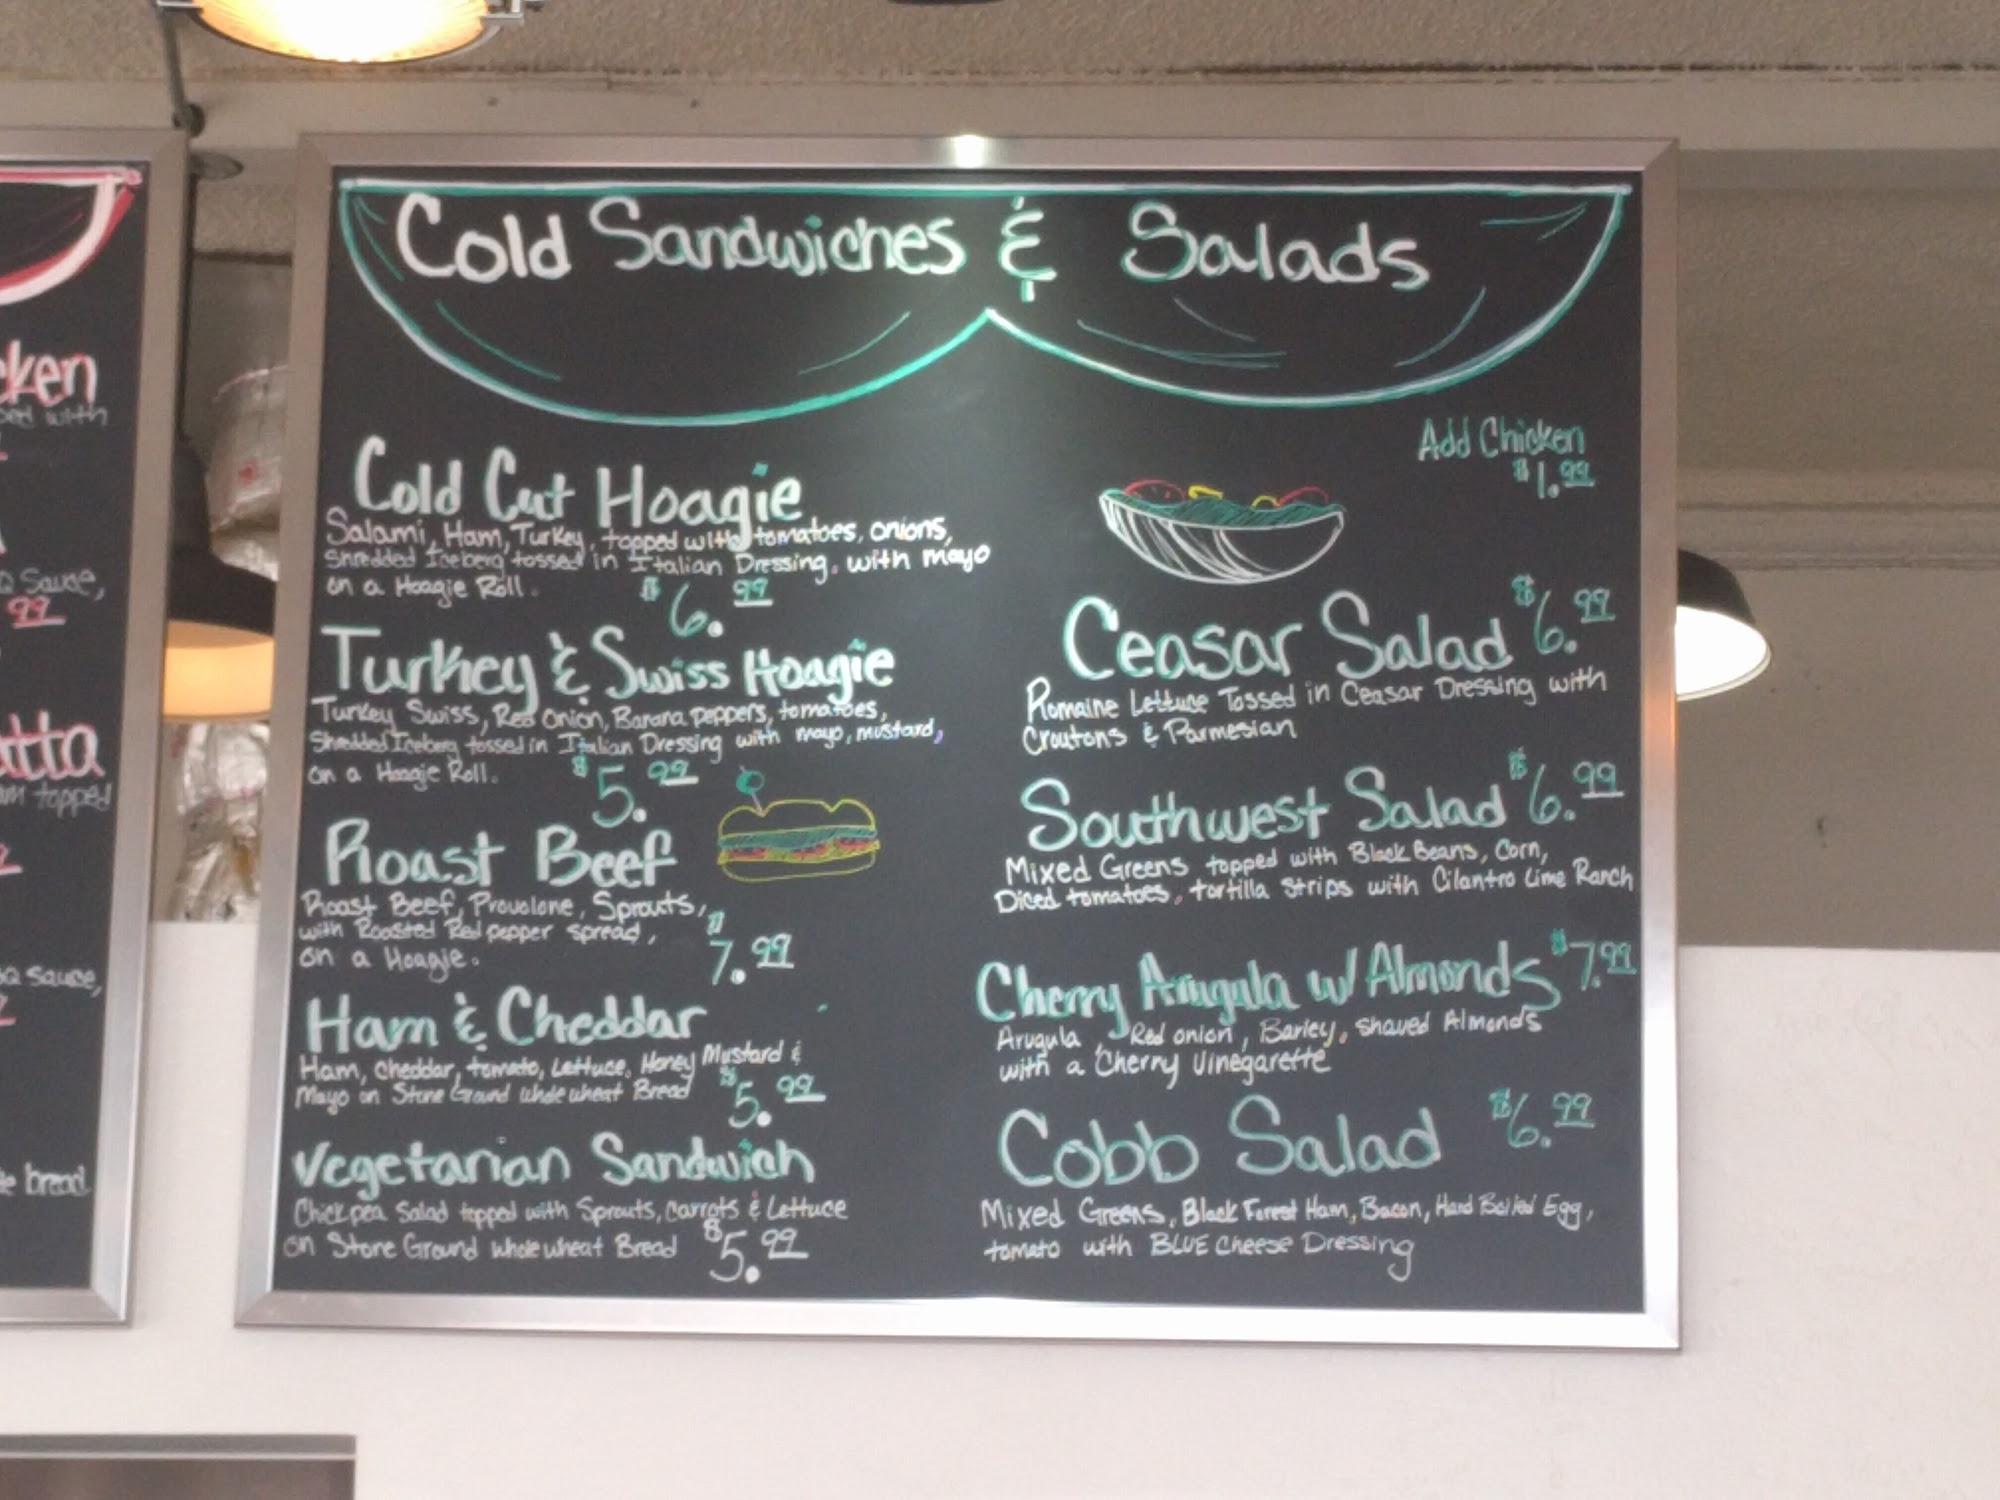 cken
with
Sauce,
99
atta
topped
Sauce,
bread
Cold Sandwiches & Salads
Cold Cut Hoagie
Salami, Ham, Turkey, topped with tomatoes, onions,
Shredded Iceberg tossed in Italian Dressing. with mayo
on a Hoagie Roll.
$6.99
Turkey & Swiss Hoagie
Turkey Swiss, Red Onion, Banana peppers, tomatoes,
Shredded Iceberg tossed in Italian Dressing with mayo, mustard,
on a Hoagie Roll.
$5.99
Roast Beef
Roast Beef, Provolone, Sprouts,
with Roasted Red pepper spread,
on a Hoagie.
$7.99
Ham & Cheddar
Ham, cheddar, tomato, Lettuce, Honey Mustard &
Mayo on Stone Ground whole wheat Bread
$5.99
Vegetarian Sandwich
Chickpea Salad topped with Sprouts, Carrots & Lettuce
on Stone Ground whole wheat Bread $5.99
Add Chicken
$1.99
Ceasar Salad $6.99
Romaine Lettuce Tossed in Ceasar Dressing with
Croutons & Parmesian
Southwest Salad $6.99
Mixed Greens topped with Black Beans, Corn,
Diced tomatoes, tortilla strips with Cilantro Lime Ranch
Cherry Arugula w/ Almonds $7.99
Arugula, Red onion, Barley, shaved Almonds
with a Cherry Vinegarette
Cobb Salad $6.99
Mixed Greens, Black Forest Ham, Bacon, Hard Boiled Egg,
tomato with BLUE Cheese Dressing